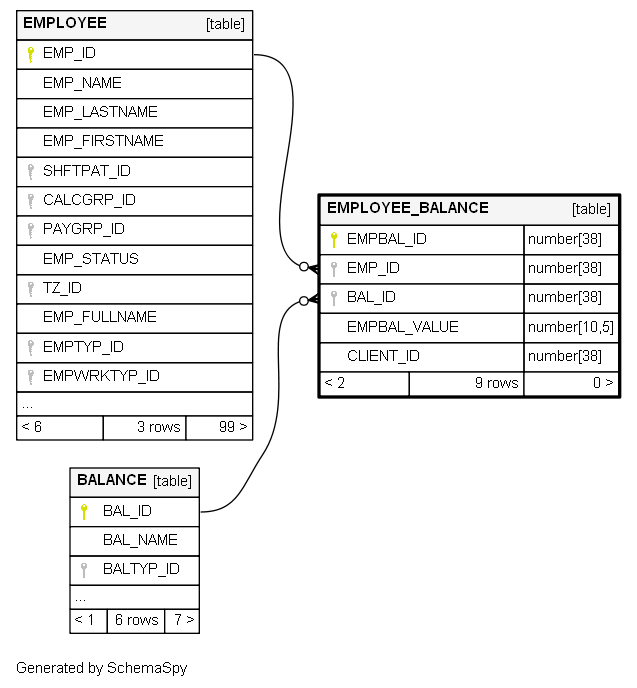 EMPLOYEE [table]
EMP_ID
EMP_NAME
EMP_LASTNAME
EMP_FIRSTNAME
SHFTPAT_ID
CALCGRP_ID
PAYGRP_ID
EMP_STATUS
TZ_ID
EMP_FULLNAME
EMPTYP_ID
EMPWRKTYP_ID
...
< 6 3 rows 99 >
EMPLOYEE_BALANCE [table]
EMPBAL_ID number[38]
EMP_ID number[38]
BAL_ID number[38]
EMPBAL_VALUE number[10,5]
CLIENT_ID number[38]
< 2 9 rows 0 >
BALANCE [table]
BAL_ID
BAL_NAME
BALTYP_ID
...
< 1 6 rows 7 >
Generated by SchemaSpy